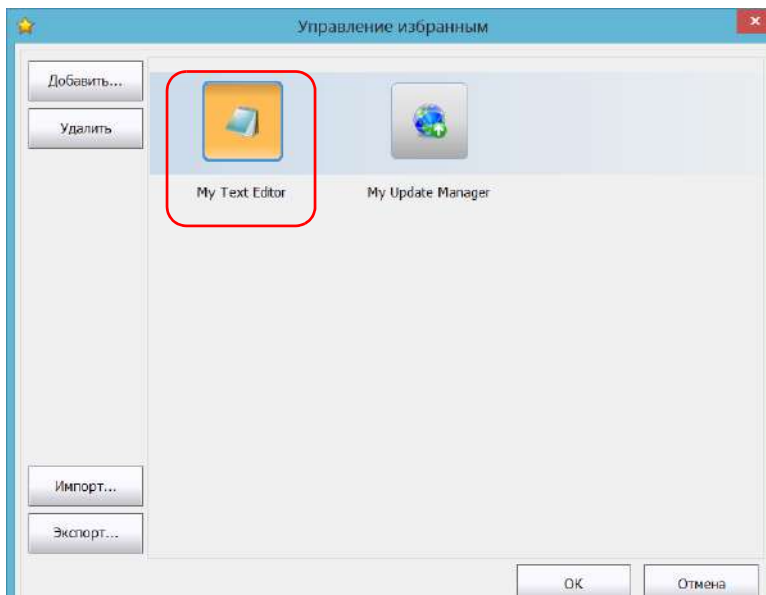 Управление избранным
Добавить...
Удалить
My Text Editor
My Update Manager
Импорт...
Экспорт...
OK
Отмена